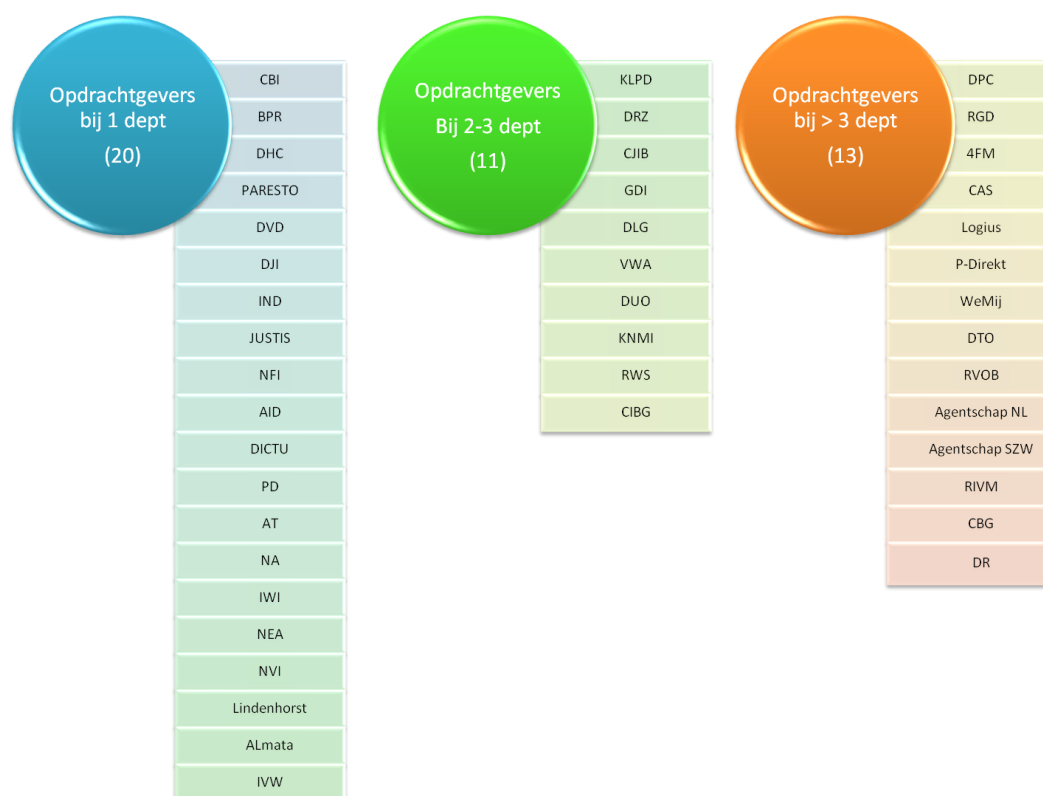 Opdrachtgevers
bij 1 dept
(20)
CBI
BPR
DHC
PARESTO
DVD
DJI
IND
JUSTIS
NFI
AID
DICTU
PD
AT
NA
IWI
NEA
NVI
Lindenhorst
ALmata
IVW
Opdrachtgevers
Bij 2-3 dept
(11)
KLPD
DRZ
CJIB
GDI
DLG
VWA
DUO
KNMI
RWS
CIBG
Opdrachtgevers
bij > 3 dept
(13)
DPC
RGD
4FM
CAS
Logius
P-Direkt
WeMij
DTO
RVOB
Agentschap NL
Agentschap SZW
RIVM
CBG
DR